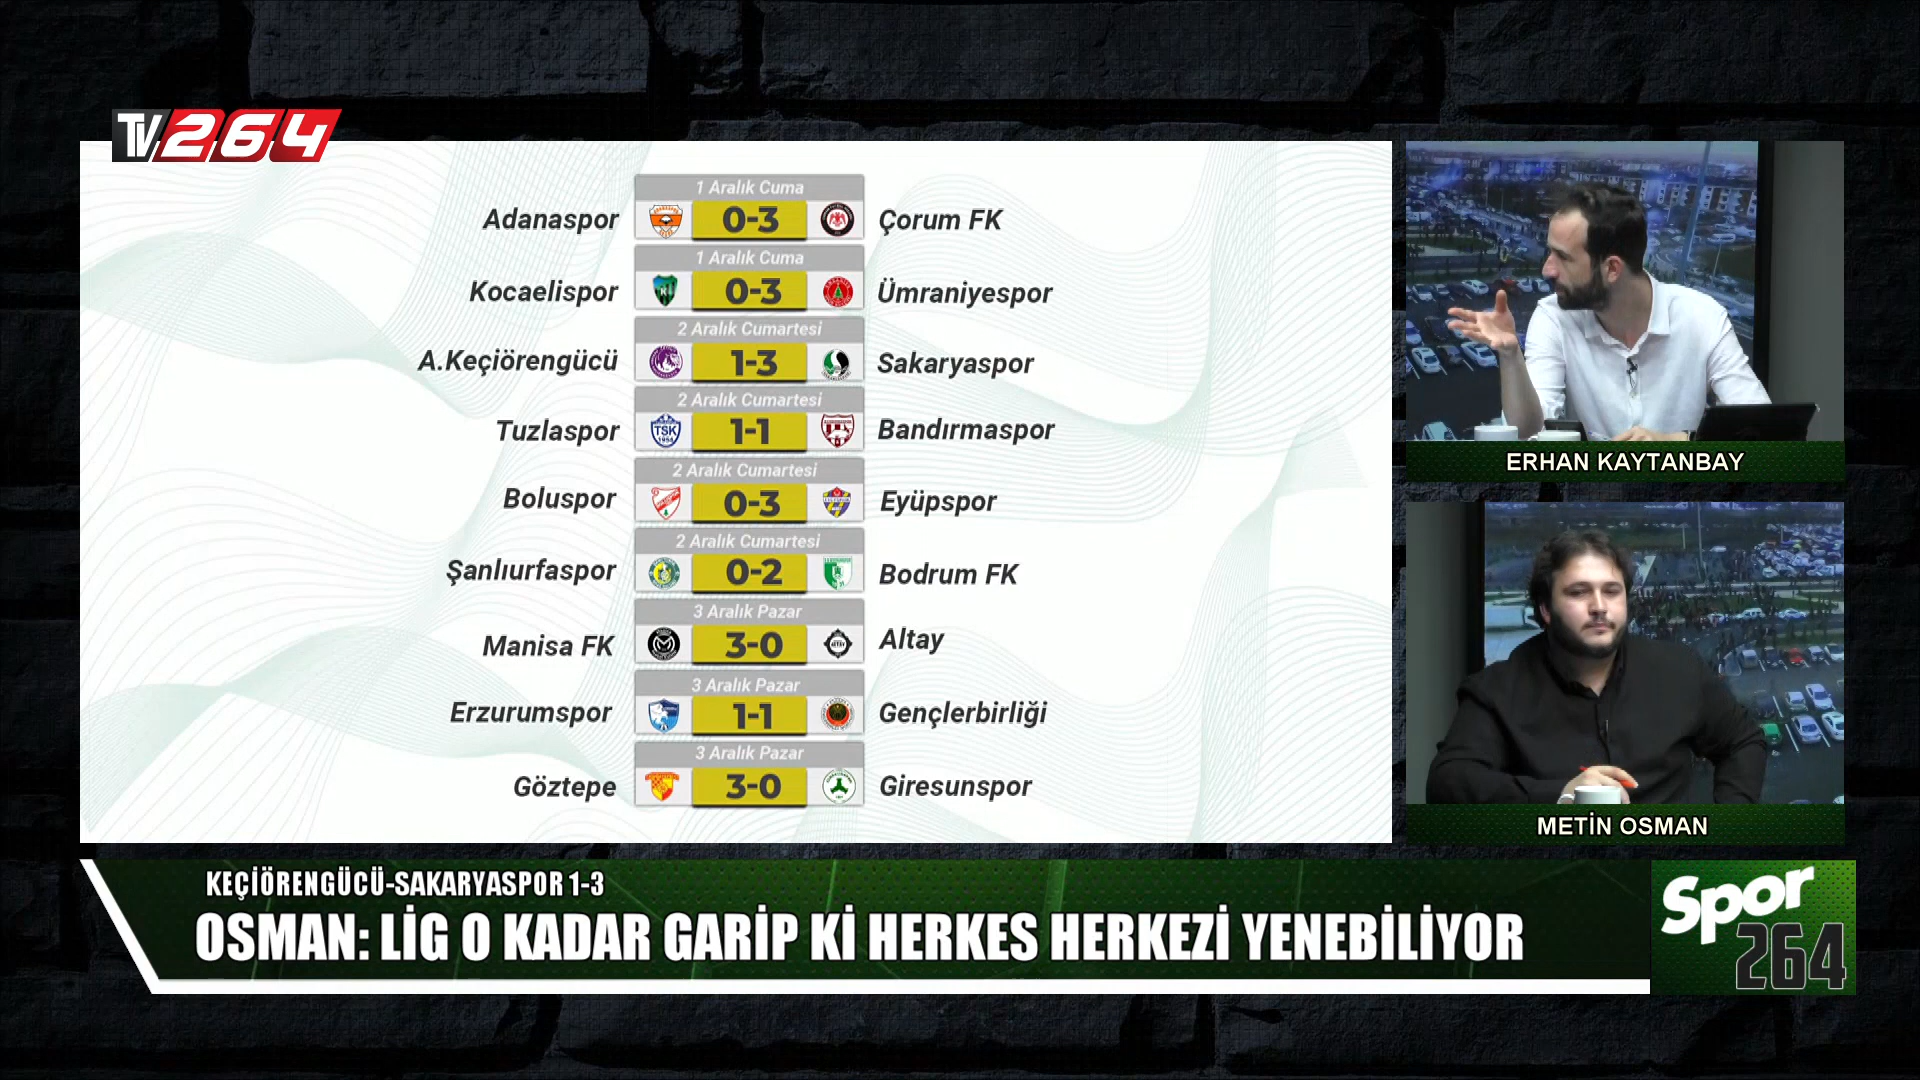 TV264
1 Aralık Cuma
Adanaspor 0-3 Çorum FK
1 Aralık Cuma
Kocaelispor 0-3 Ümraniyespor
2 Aralık Cumartesi
A.Keçiörengücü 1-3 Sakaryaspor
2 Aralık Cumartesi
Tuzlaspor TSK 1-1 Bandırmaspor
2 Aralık Cumartesi
Boluspor 0-3 Eyüpspor
2 Aralık Cumartesi
Şanlıurfaspor 0-2 Bodrum FK
3 Aralık Pazar
Manisa FK 3-0 Altay
3 Aralık Pazar
Erzurumspor 1-1 Gençlerbirliği
3 Aralık Pazar
Göztepe 3-0 Giresunspor
ERHAN KAYTANBAY
METİN OSMAN
KEÇİÖRENGÜCÜ-SAKARYASPOR 1-3
OSMAN: LİG O KADAR GARİP Kİ HERKES HERKEZİ YENEBİLİYOR
Spor
264